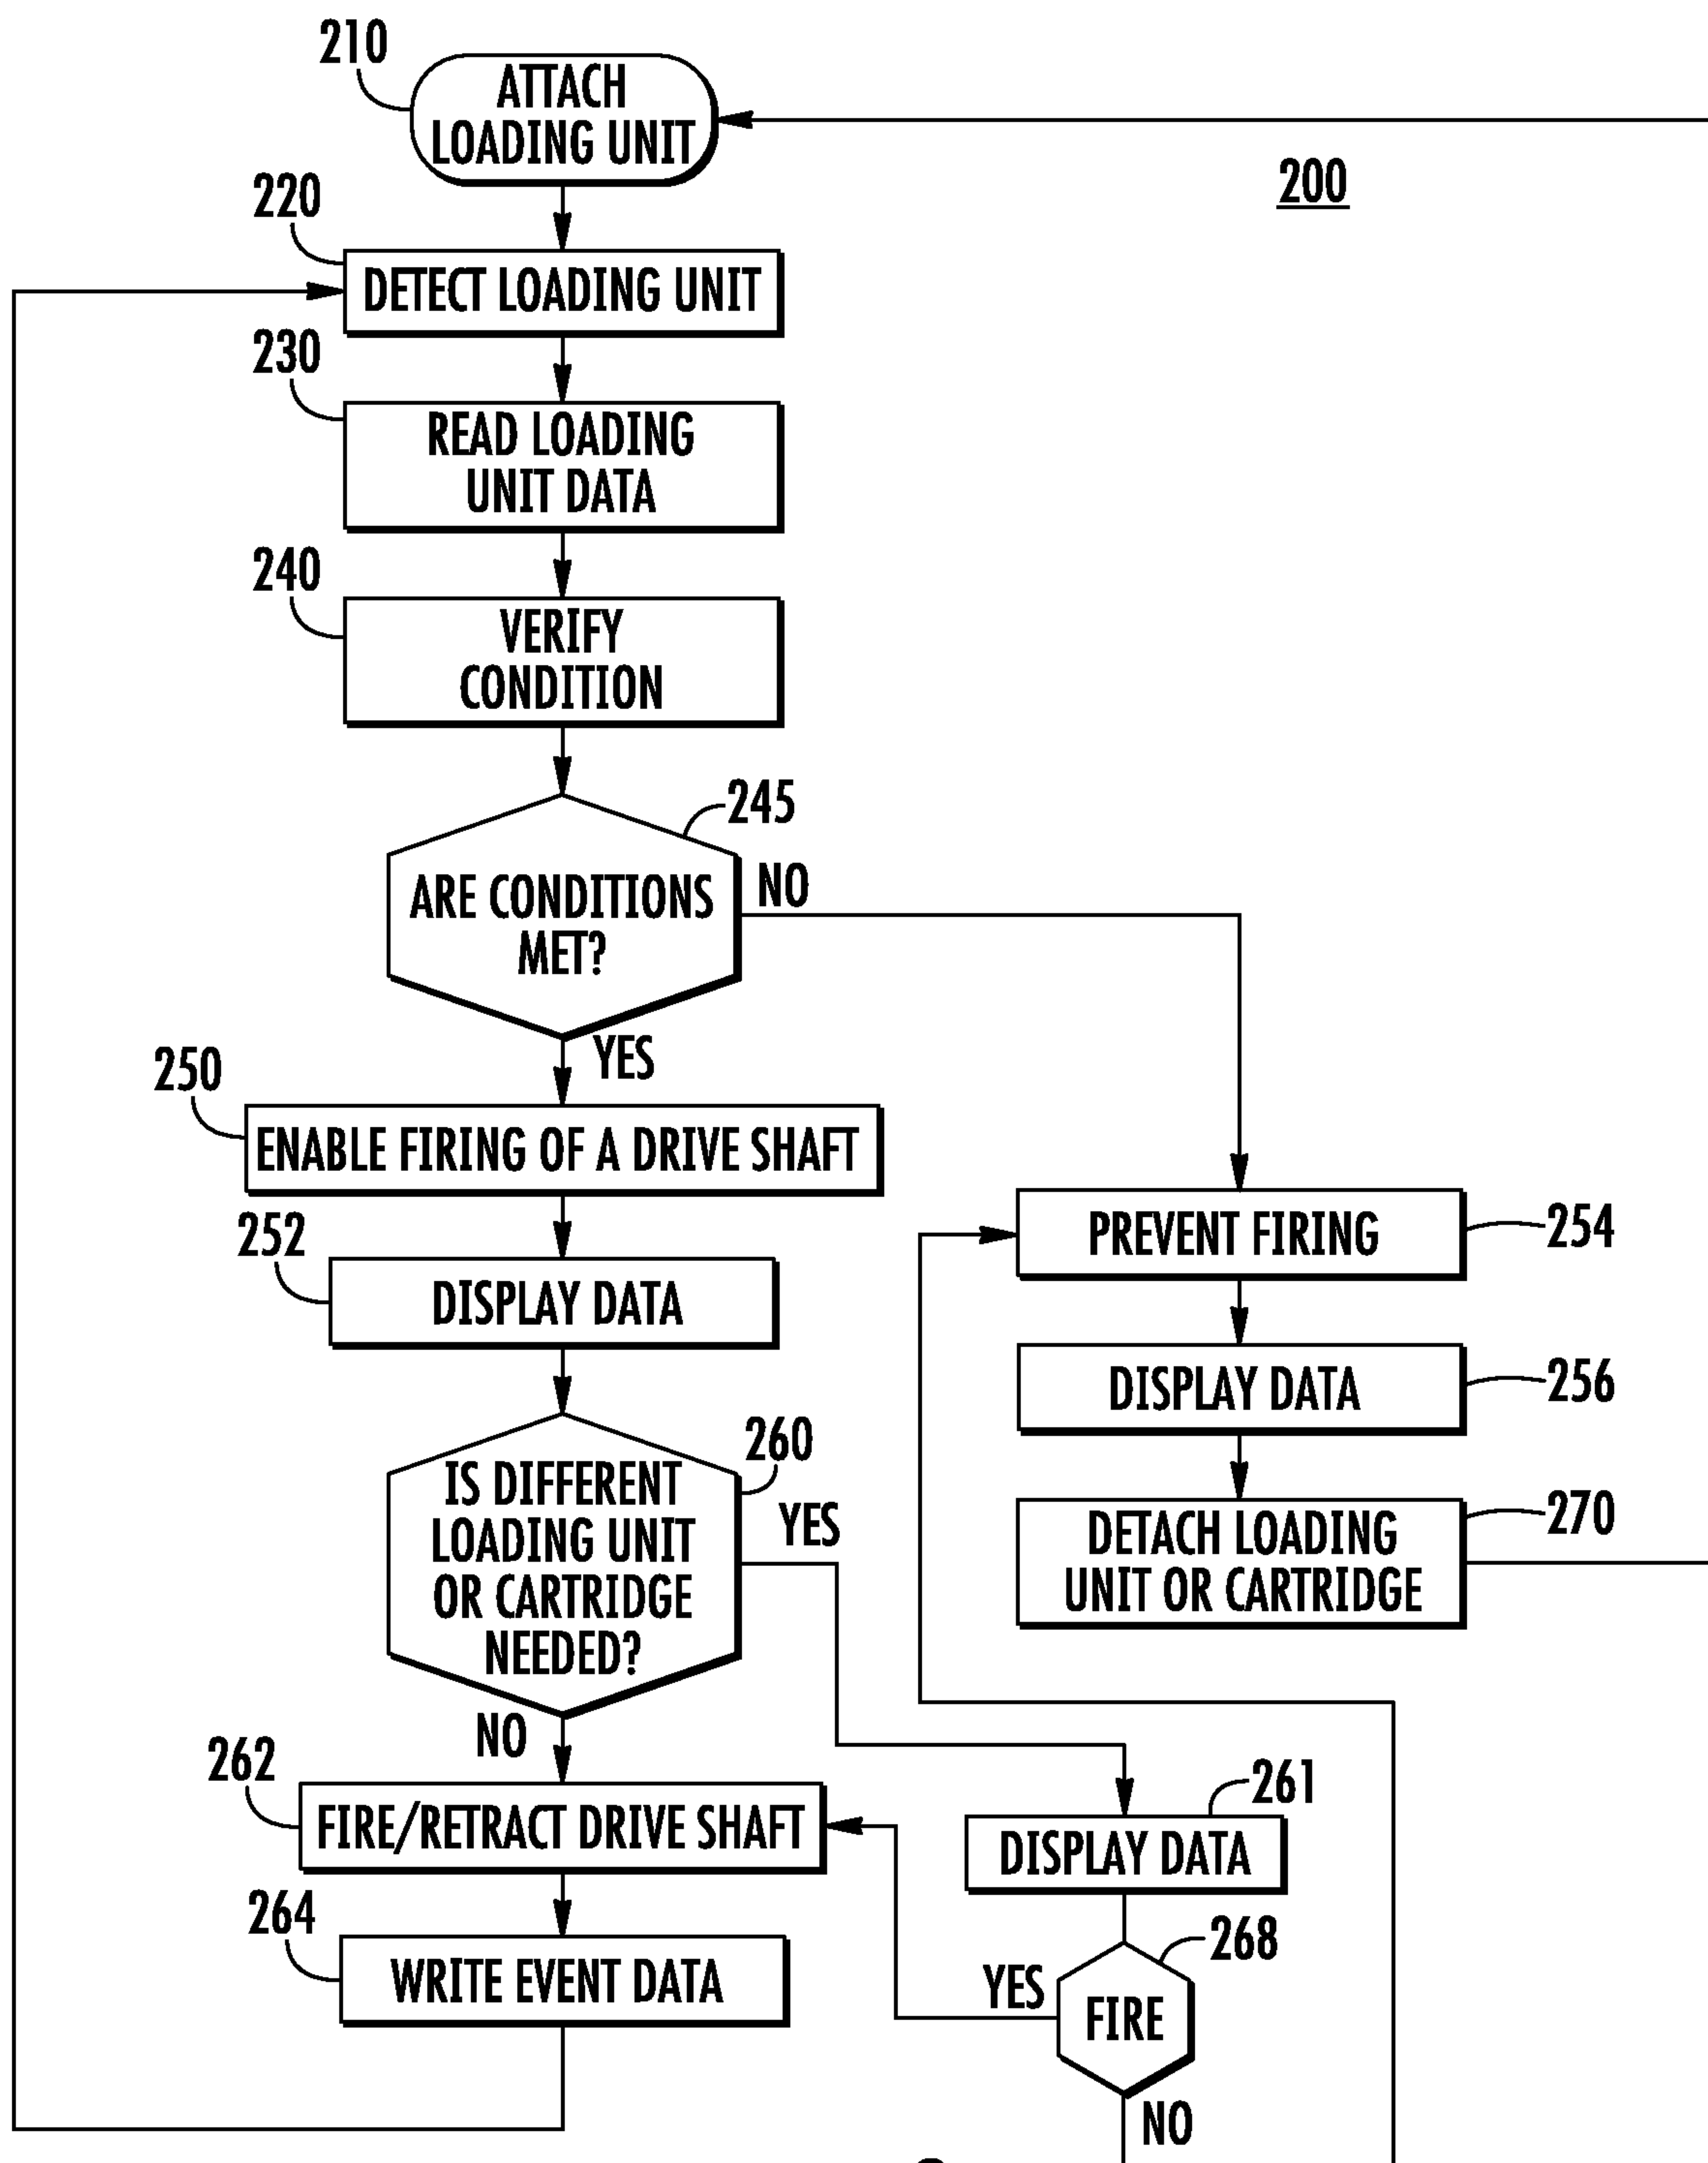 210
ATTACH
LOADING UNIT
200
220
DETECT LOADING UNIT
230
READ LOADING
UNIT DATA
240
VERIFY
CONDITION
245
ARE CONDITIONS
MET?
NO
YES
250
ENABLE FIRING OF A DRIVE SHAFT
252
DISPLAY DATA
PREVENT FIRING
254
DISPLAY DATA
256
DETACH LOADING
UNIT OR CARTRIDGE
270
260
IS DIFFERENT
LOADING UNIT
OR CARTRIDGE
NEEDED?
YES
NO
262
FIRE/RETRACT DRIVE SHAFT
261
DISPLAY DATA
264
WRITE EVENT DATA
268
YES
FIRE
NO